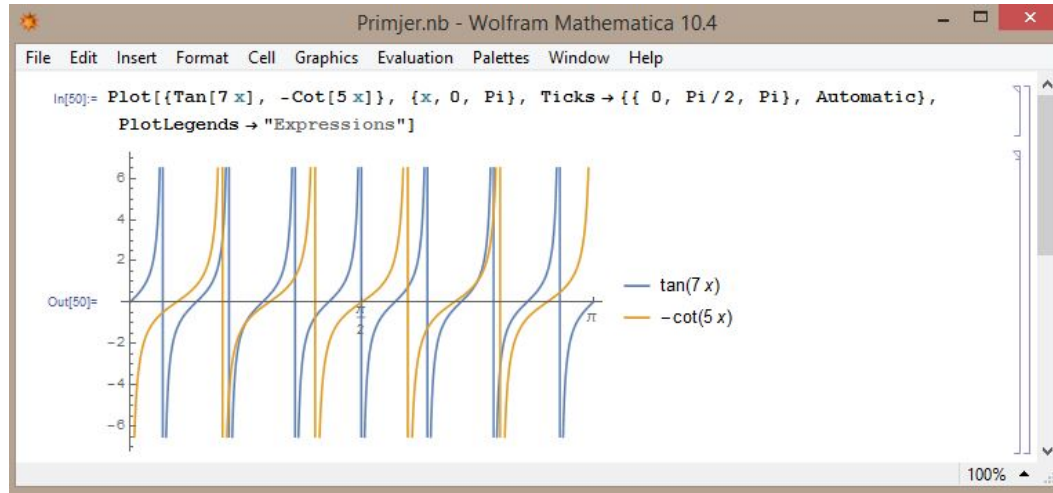 Primjer.nb - Wolfram Mathematica 10.4
File Edit Insert Format Cell Graphics Evaluation Palettes Window Help
In[50]:= Plot[{Tan[7 x], -Cot[5 x]}, {x, 0, Pi}, Ticks → {{ 0, Pi/2, Pi}, Automatic},
PlotLegends → "Expressions"]
6
4
2
Out[50]=
π
2
π
-2
-4
-6
tan(7 x)
-cot(5 x)
100%